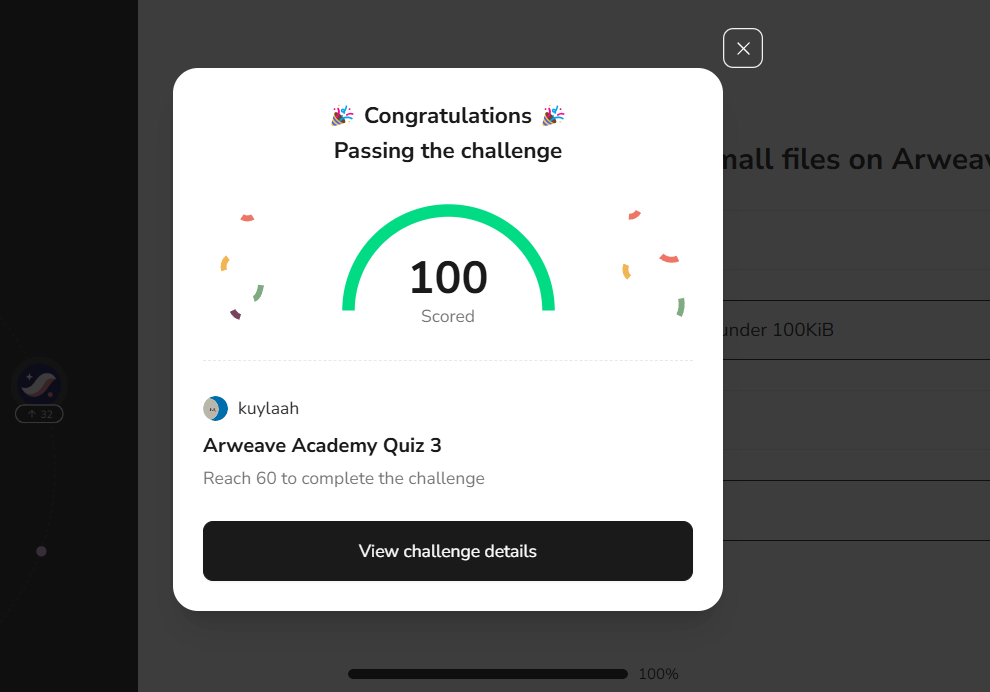 🎉 Congratulations 🎉
Passing the challenge
mall files on Arweav
100
Scored
under 100KiB
↑ 32
kuylaah
Arweave Academy Quiz 3
Reach 60 to complete the challenge
View challenge details
100%